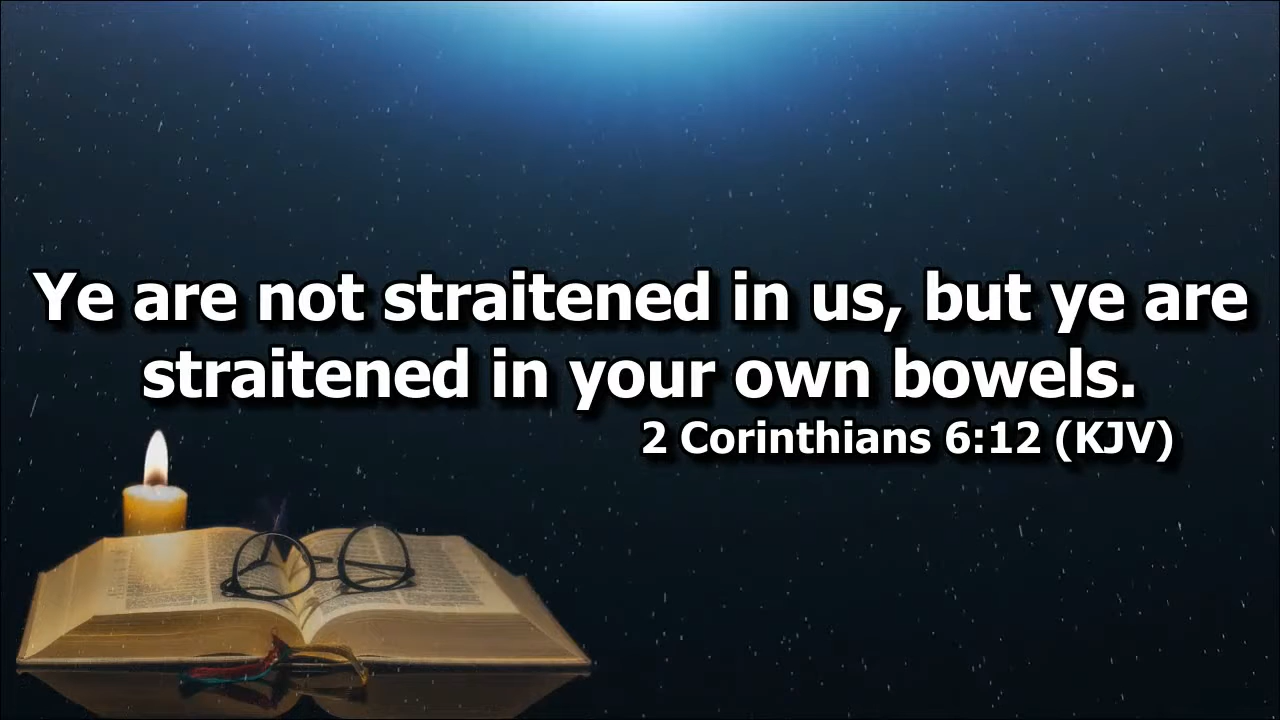 Ye are not straitened in us, but ye are
straitened in your own bowels.
2 Corinthians 6:12 (KJV)